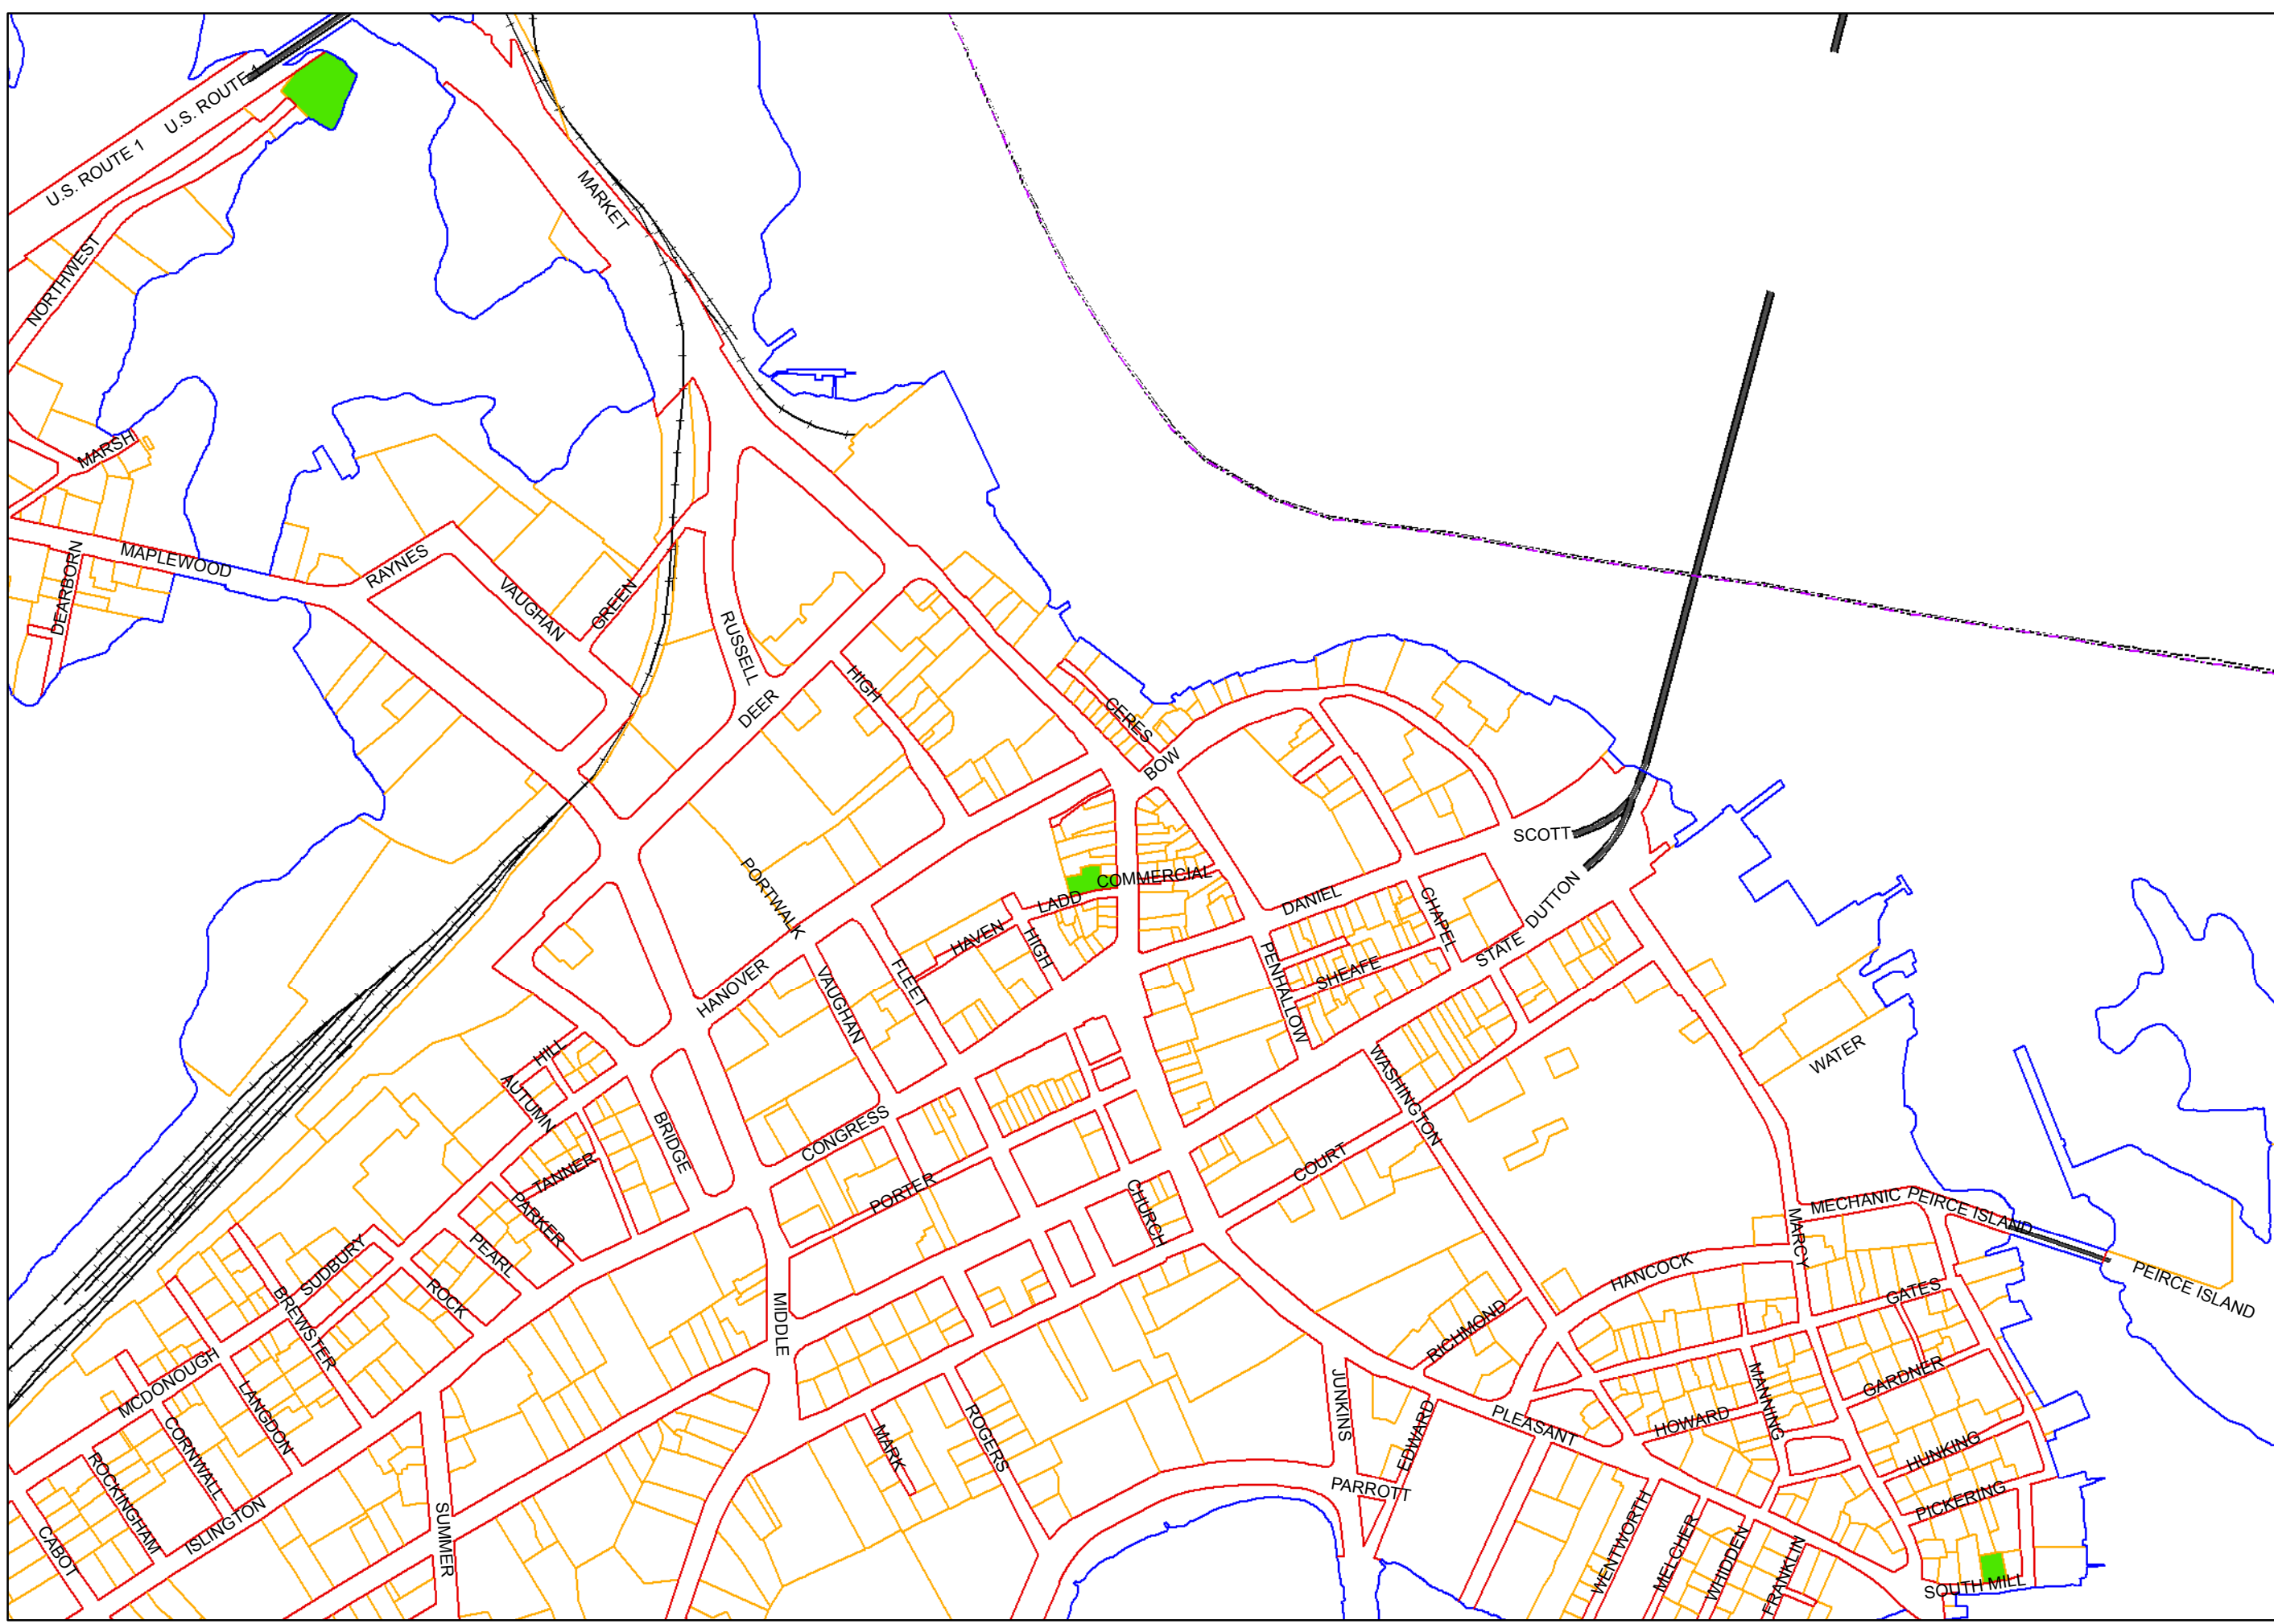 U.S. ROUTE 1
U.S. ROUTE 1
MARKET
NORTHWEST
MARSH
MAPLEWOOD
DEARBORN
RAYNES
VAUGHAN
GREEN
RUSSELL
DEER
HIGH
CERES
BOW
SCOTT
PORTWALK
COMMERCIAL
LADD
DANIEL
CHAPEL
DUTTON
STATE
HAVEN
HIGH
HANOVER
VAUGHAN
FLEET
PENHALLOW
SHEAFE
WATER
HILL
AUTUMN
BRIDGE
CONGRESS
WASHINGTON
COURT
TANNER
PARKER
PORTER
CHURCH
MECHANIC
PEIRCE ISLAND
MARCY
PEIRCE ISLAND
SUDBURY
PEARL
ROCK
BREWSTER
MIDDLE
HANCOCK
GATES
RICHMOND
MCDONOUGH
LANGDON
CORNWALL
ROCKINGHAM
CABOT
ISLINGTON
SUMMER
MARK
ROGERS
JUNKINS
EDWARD
PARROTT
PLEASANT
HOWARD
MANNING
GARDNER
HUNKING
PICKERING
WENTWORTH
MELCHER
WHIDDEN
FRANKLIN
SOUTH MILL